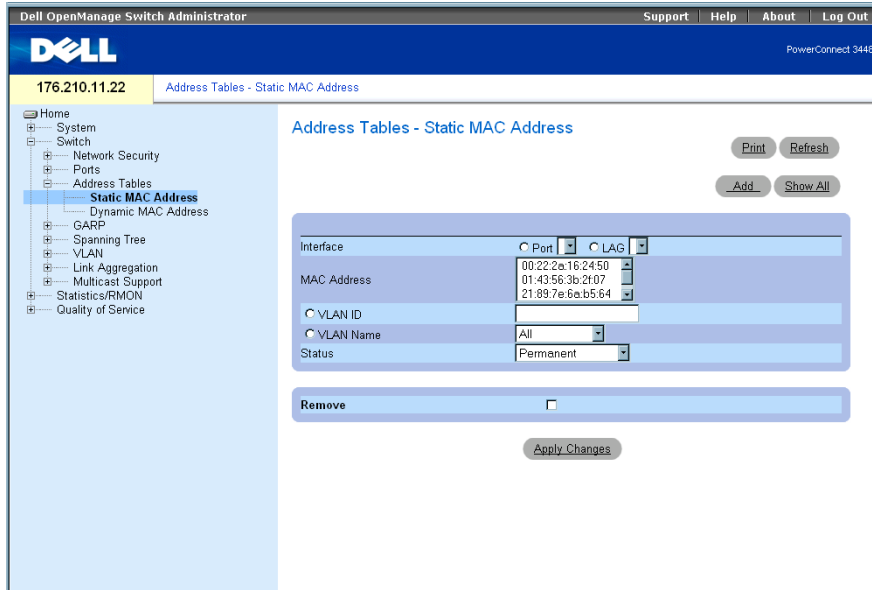 Dell OpenManage Switch Administrator
Support | Help | About | Log Out
DELL
PowerConnect 3448
176.210.11.22
Address Tables - Static MAC Address
Home
System
Switch
Network Security
Ports
Address Tables
Static MAC Address
Dynamic MAC Address
GARP
Spanning Tree
VLAN
Link Aggregation
Multicast Support
Statistics/RMON
Quality of Service
Address Tables - Static MAC Address
Print Refresh
Add Show All
Interface Port LAG
MAC Address
00:22:2a:16:24:50
01:43:56:3b:2f:07
21:89:7e:6a:b5:64
VLAN ID
VLAN Name All
Status Permanent
Remove
Apply Changes